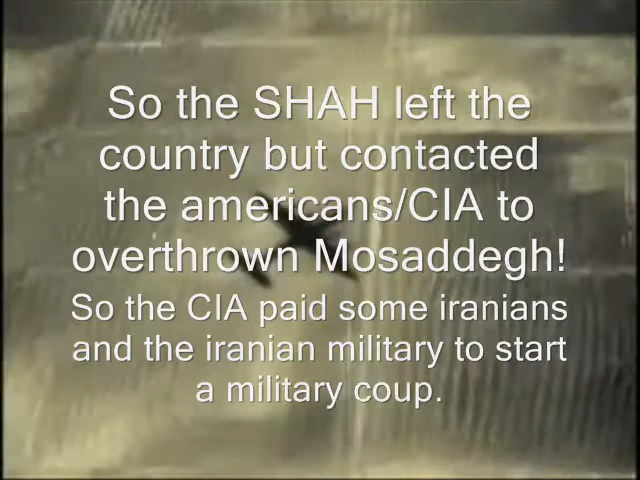 So the SHAH left the
country but contacted
the americans/CIA to
overthrown Mosaddegh!
So the CIA paid some iranians
and the iranian military to start
a military coup.